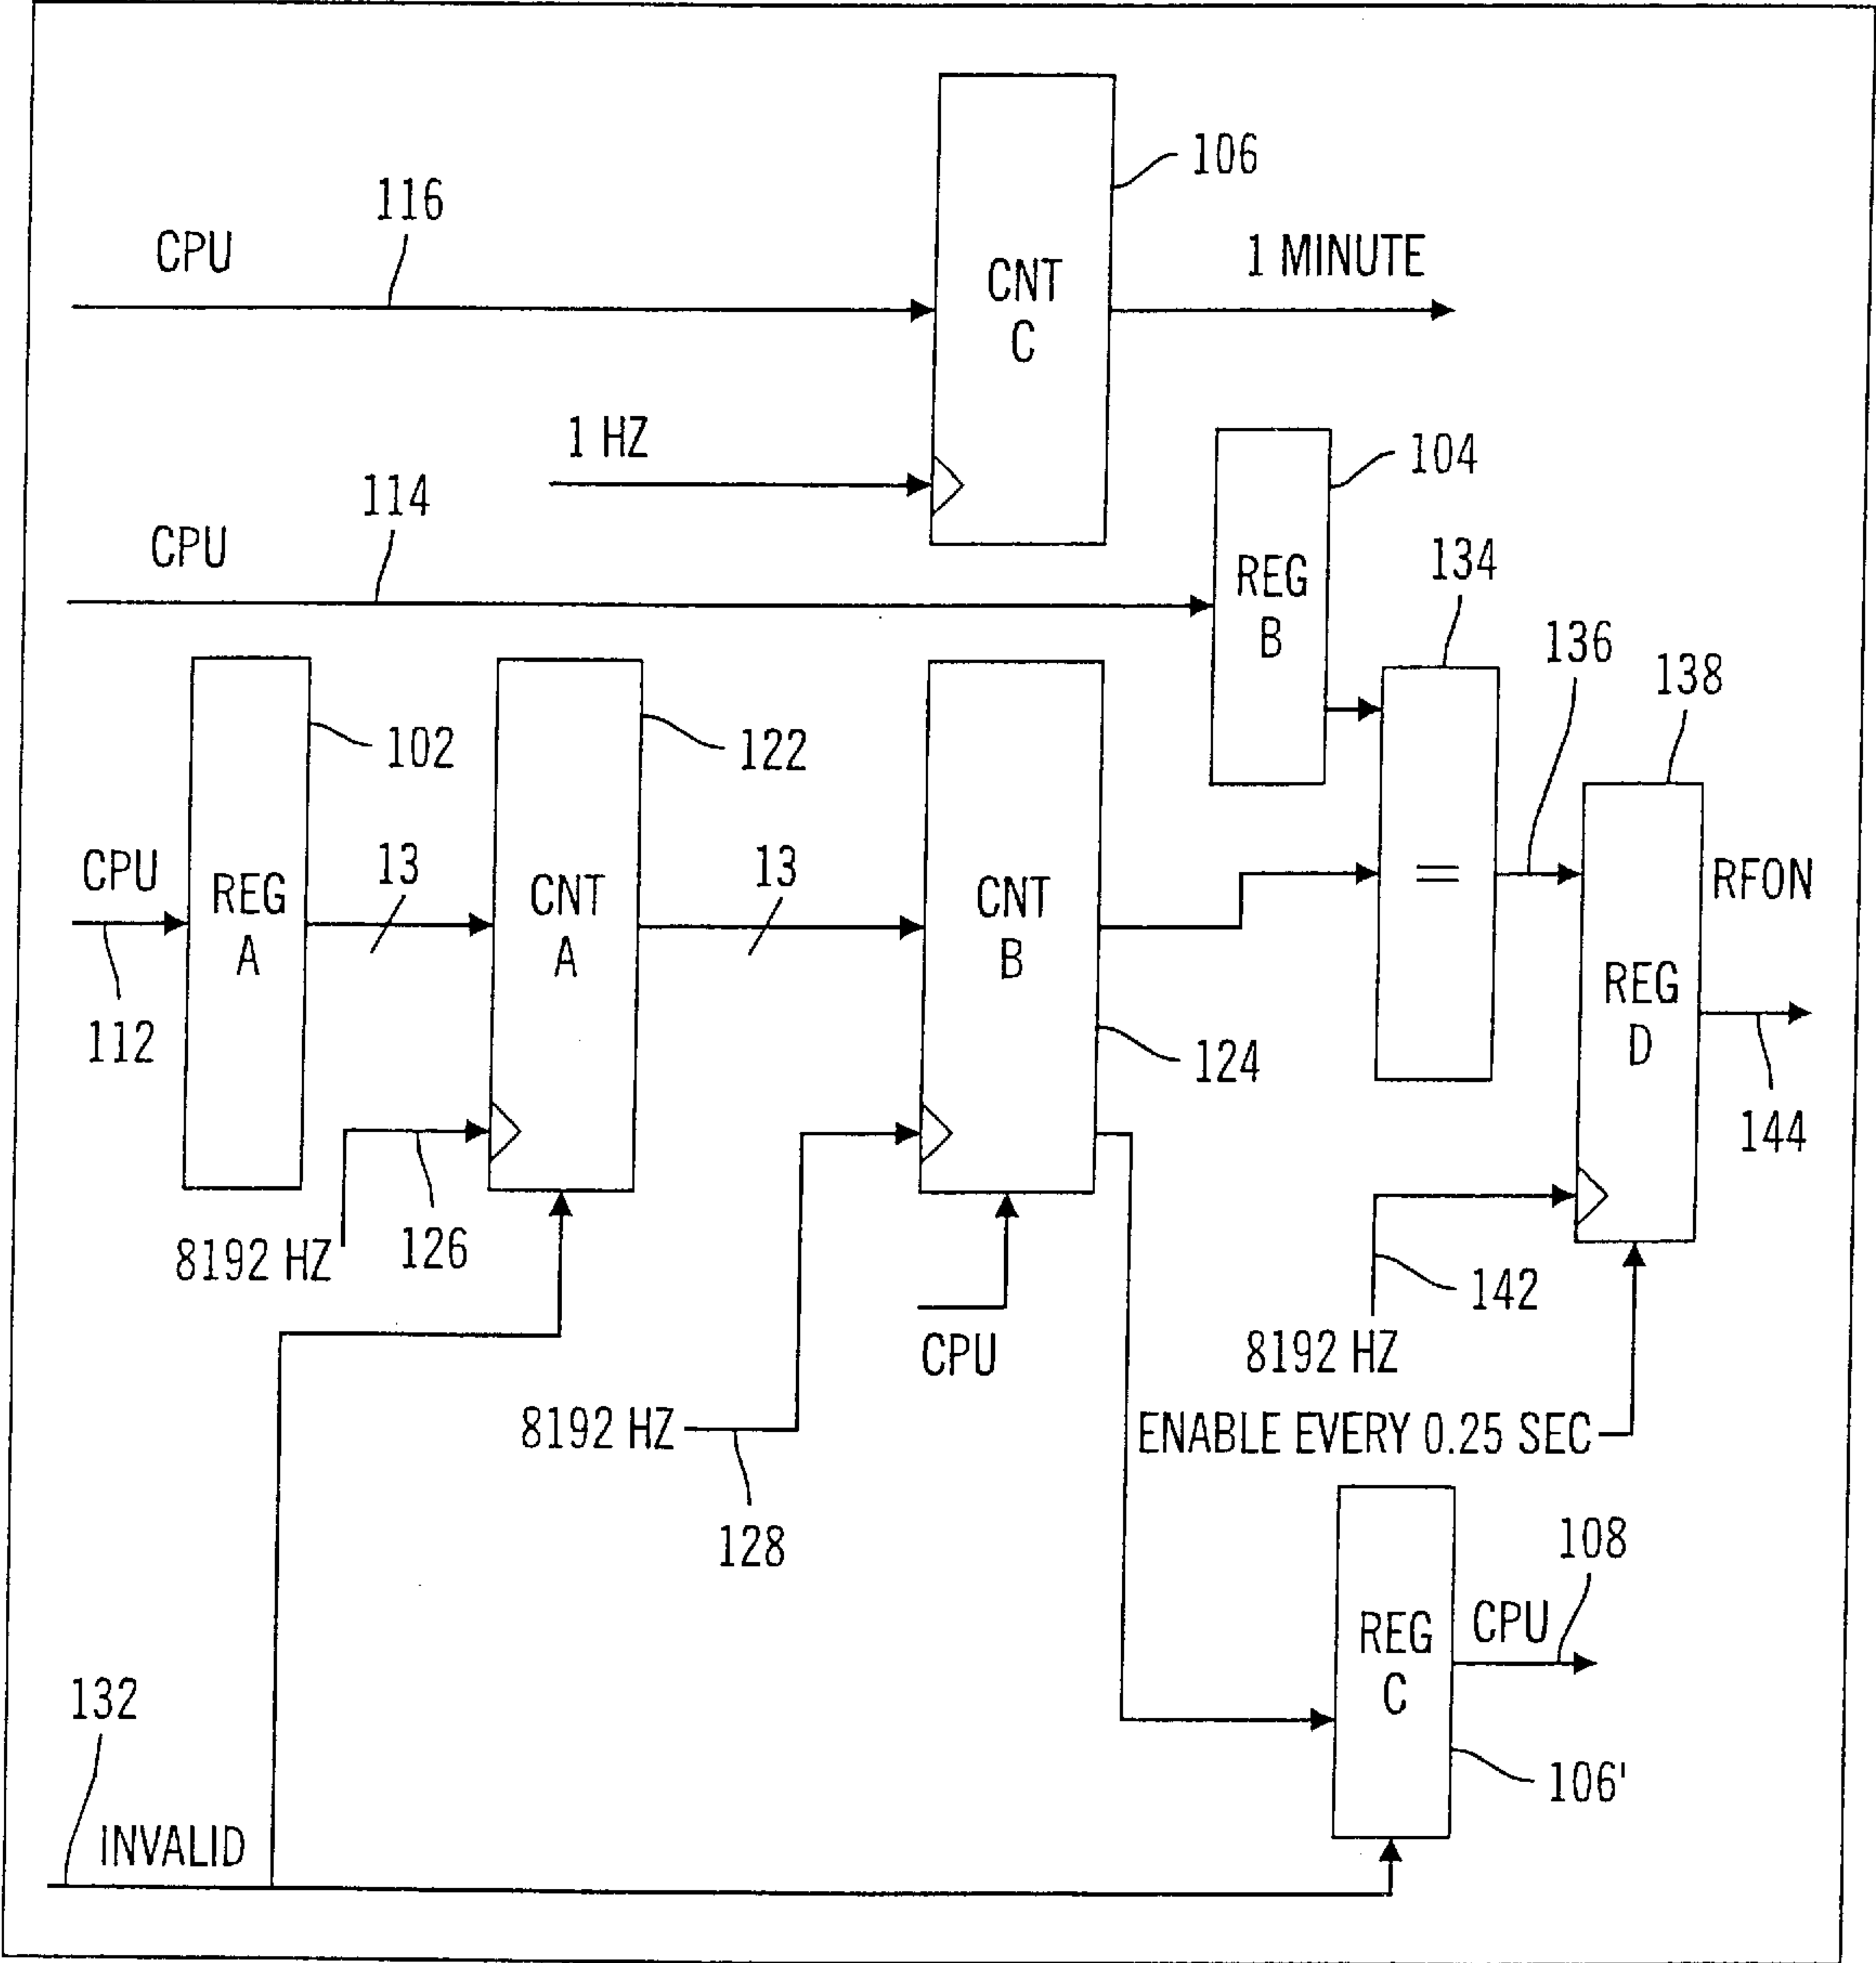 106
116
CPU
1 MINUTE
CNT
C
1 HZ
104
114
CPU
134
REG
B
136
138
102
122
CPU
13
13
RFON
REG
A
CNT
A
CNT
B
=
REG
D
112
124
144
8192 HZ
126
142
CPU
8192 HZ
8192 HZ
ENABLE EVERY 0.25 SEC
128
108
CPU
REG
C
132
106'
INVALID